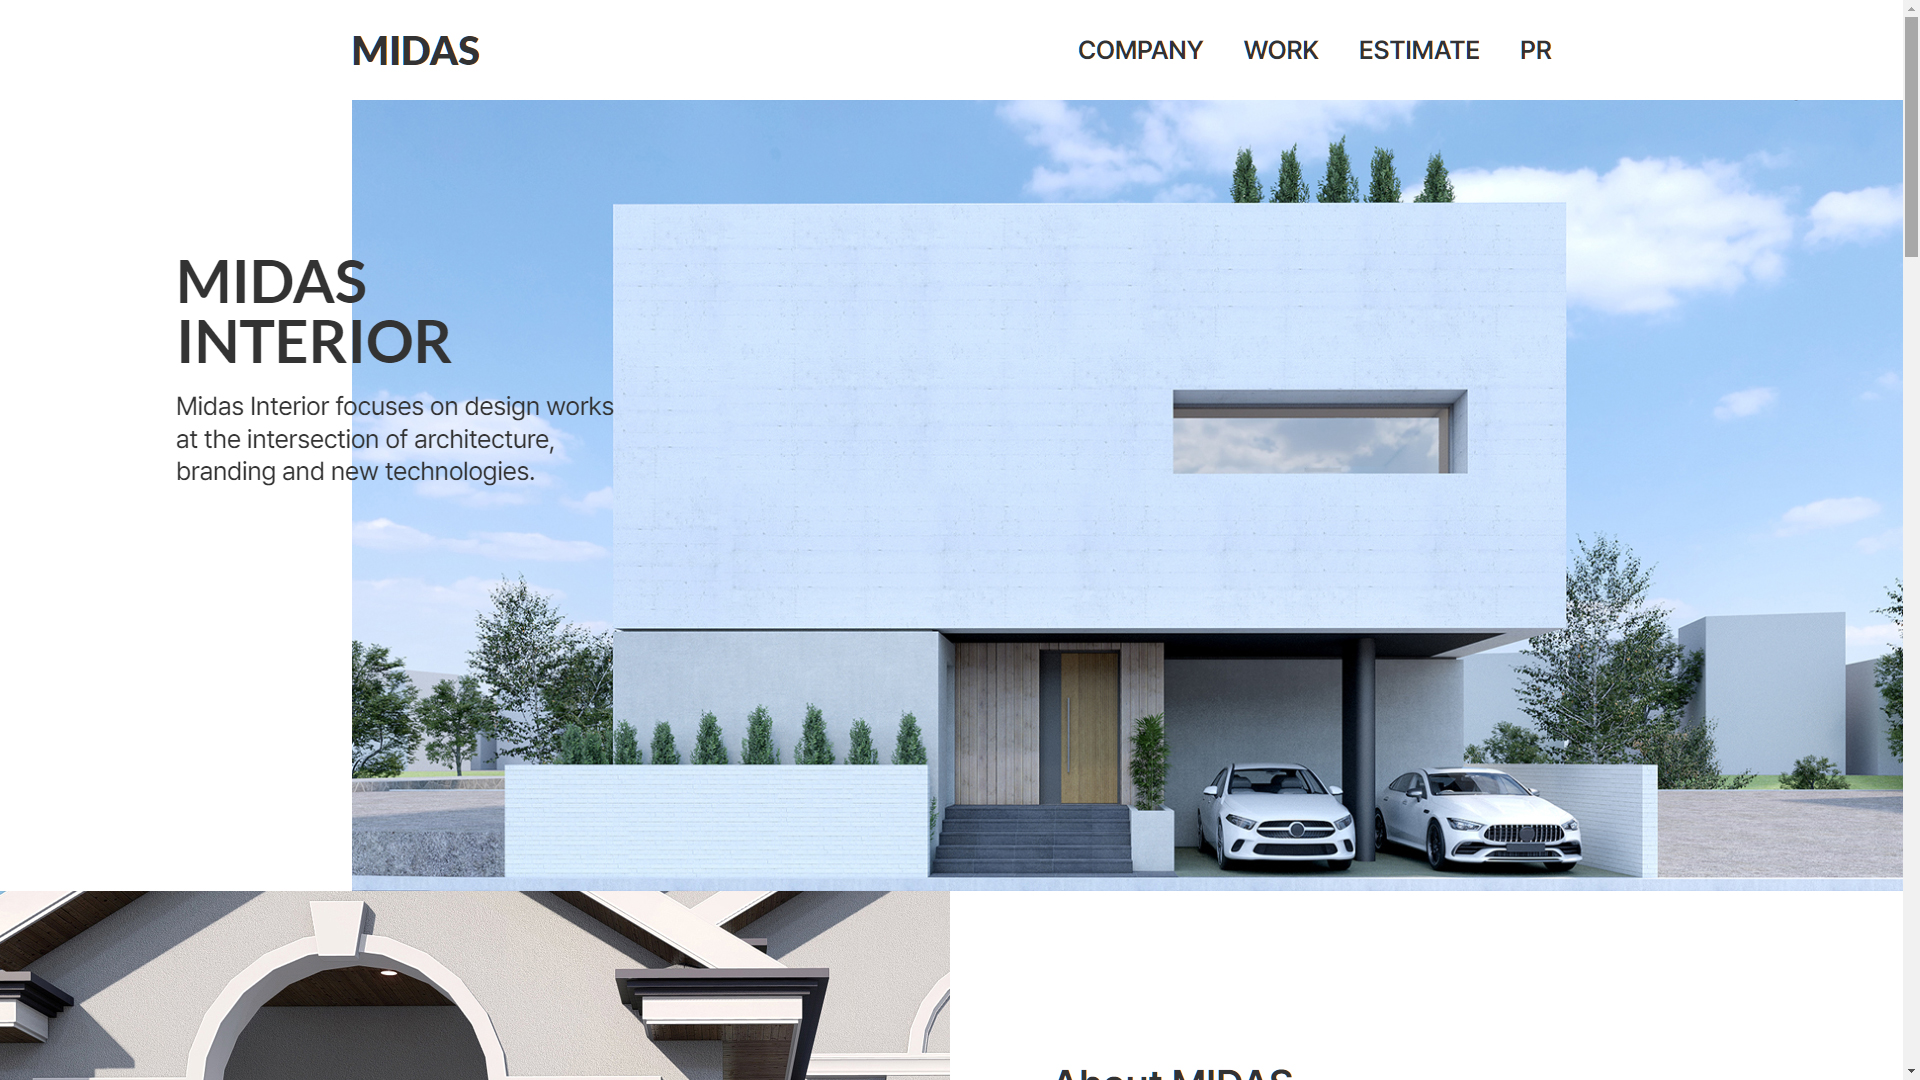 MIDAS
COMPANY WORK ESTIMATE PR
MIDAS
INTERIOR
Midas Interior focuses on design works
at the intersection of architecture,
branding and new technologies.
About MIDAS